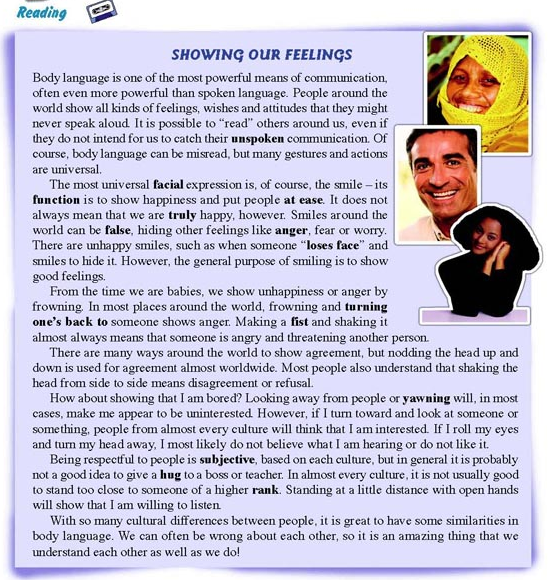 Reading
SHOWING OUR FEELINGS
Body language is one of the most powerful means of communication,
often even more powerful than spoken language. People around the
world show all kinds of feelings, wishes and attitudes that they might
never speak aloud. It is possible to “read” others around us, even if
they do not intend for us to catch their unspoken communication. Of
course, body language can be misread, but many gestures and actions
are universal.
The most universal facial expression is, of course, the smile – its
function is to show happiness and put people at ease. It does not
always mean that we are truly happy, however. Smiles around the
world can be false, hiding other feelings like anger, fear or worry.
There are unhappy smiles, such as when someone “loses face” and
smiles to hide it. However, the general purpose of smiling is to show
good feelings.
From the time we are babies, we show unhappiness or anger by
frowning. In most places around the world, frowning and turning
one’s back to someone shows anger. Making a fist and shaking it
almost always means that someone is angry and threatening another person.
There are many ways around the world to show agreement, but nodding the head up and
down is used for agreement almost worldwide. Most people also understand that shaking the
head from side to side means disagreement or refusal.
How about showing that I am bored? Looking away from people or yawning will, in most
cases, make me appear to be uninterested. However, if I turn toward and look at someone or
something, people from almost every culture will think that I am interested. If I roll my eyes
and turn my head away, I most likely do not believe what I am hearing or do not like it.
Being respectful to people is subjective, based on each culture, but in general it is probably
not a good idea to give a hug to a boss or teacher. In almost every culture, it is not usually good
to stand too close to someone of a higher rank. Standing at a little distance with open hands
will show that I am willing to listen.
With so many cultural differences between people, it is great to have some similarities in
body language. We can often be wrong about each other, so it is an amazing thing that we
understand each other as well as we do!